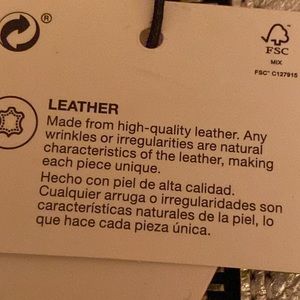 FSC
MIX
FSC® C127915
LEATHER
Made from high-quality leather. Any
wrinkles or irregularities are natural
characteristics of the leather, making
each piece unique.
Hecho con piel de alta calidad.
Cualquier arruga o irregularidades son
características naturales de la piel, lo
que hace cada pieza única.